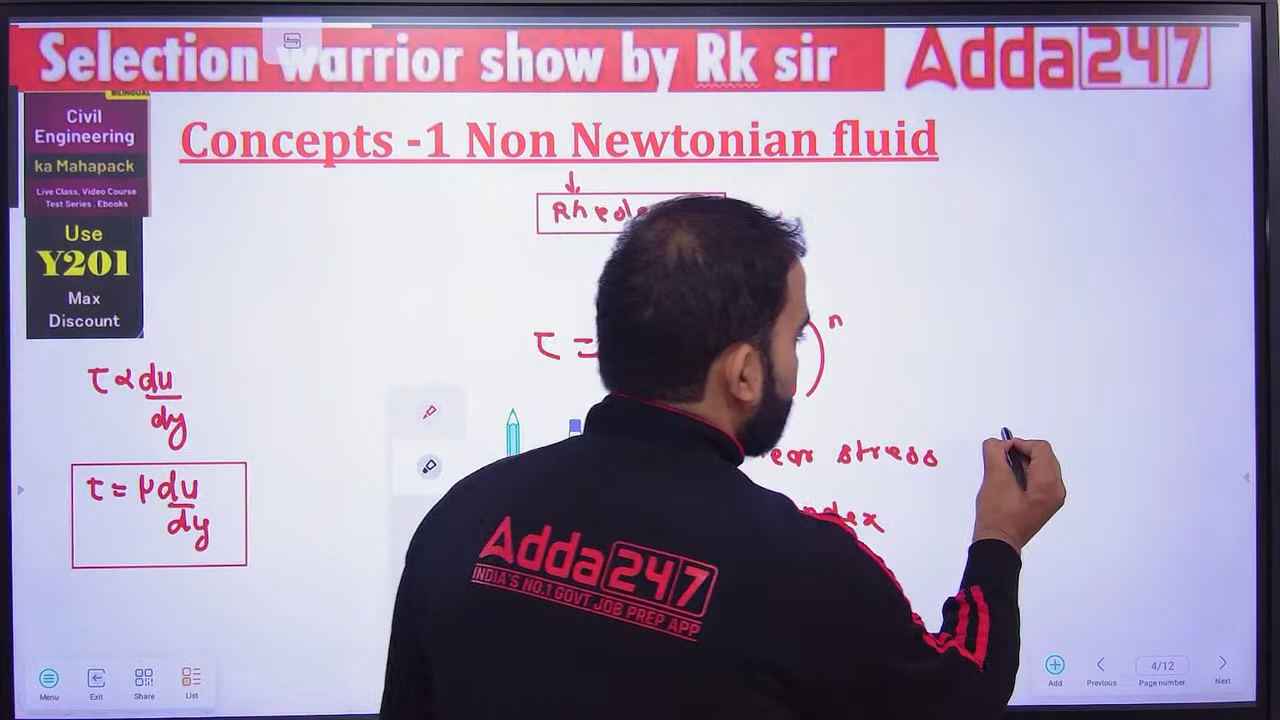 Selection warrior show by Rk sir
Adda247
BILINGUAL
Civil
Engineering
ka Mahapack
Live Class, Video Course
Test Series , Ebooks
Use
Y201
Max
Discount
Concepts -1 Non Newtonian fluid
τ =
)ⁿ
τ ∝ du/dy
stress
τ = μ du/dy
Adda247
INDIA'S NO.1 GOVT JOB PREP APP
Menu
Exit
Share
List
Add
Previous
4/12
Page number
Next